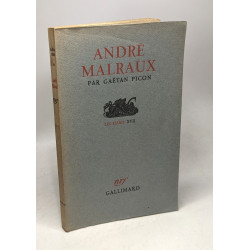 ANDRÉ
MALRAUX
PAR GAËTAN PICON
nrf
GALLIMARD